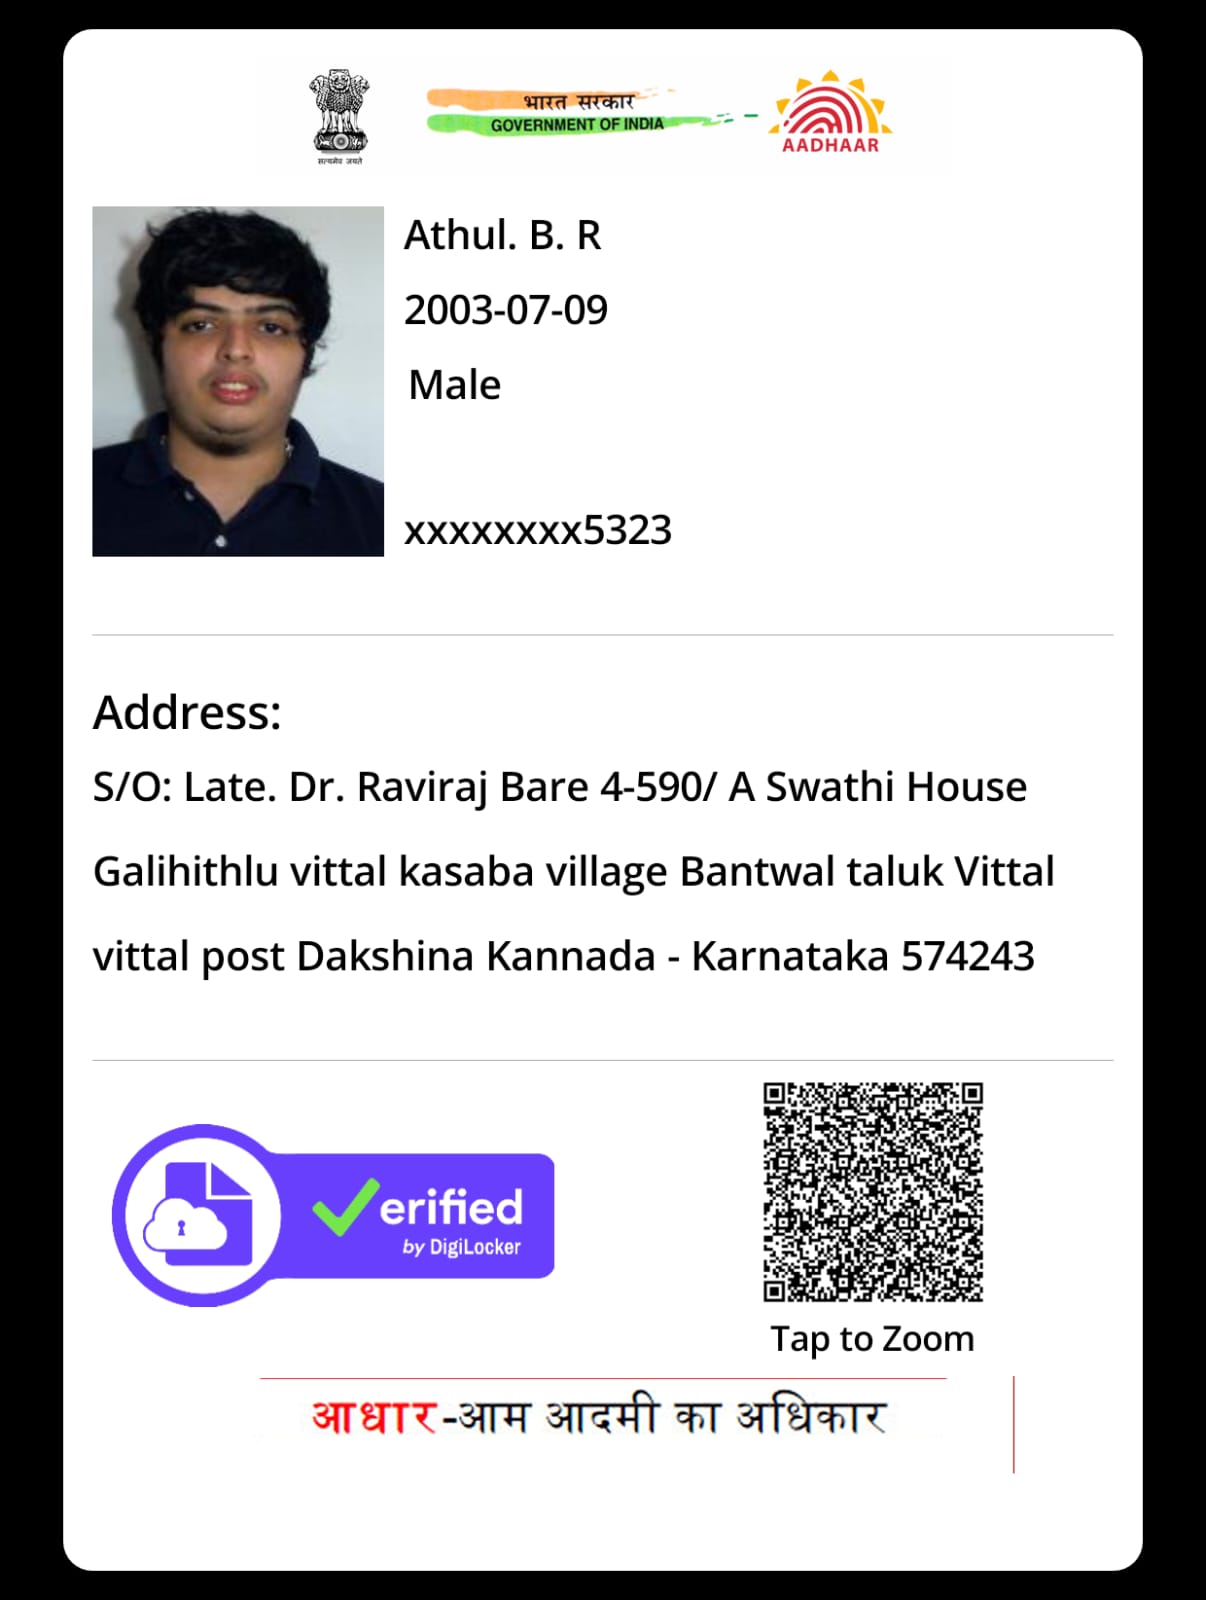 सत्यमेव जयते
भारत सरकार
GOVERNMENT OF INDIA
AADHAAR
Athul. B. R
2003-07-09
Male
xxxxxxxx5323
Address:
S/O: Late. Dr. Raviraj Bare 4-590/ A Swathi House
Galihithlu vittal kasaba village Bantwal taluk Vittal
vittal post Dakshina Kannada - Karnataka 574243
Verified
by DigiLocker
Tap to Zoom
आधार-आम आदमी का अधिकार